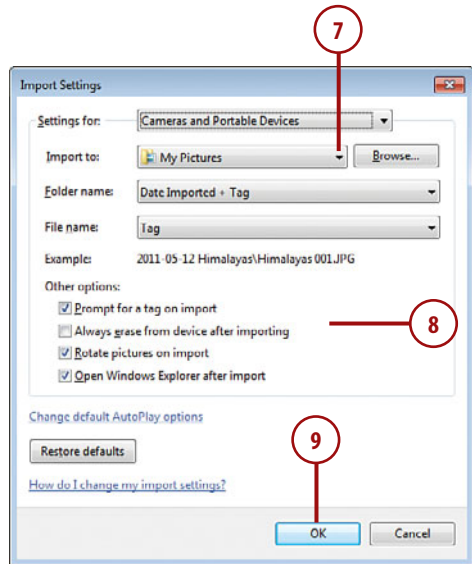 7
Import Settings
Settings for: Cameras and Portable Devices
Import to: My Pictures Browse...
Folder name: Date Imported + Tag
File name: Tag
Example: 2011-05-12 Himalayas\Himalayas 001.JPG
Other options:
Prompt for a tag on import
Always erase from device after importing
8
Rotate pictures on import
Open Windows Explorer after import
Change default AutoPlay options
Restore defaults
9
How do I change my import settings?
OK Cancel